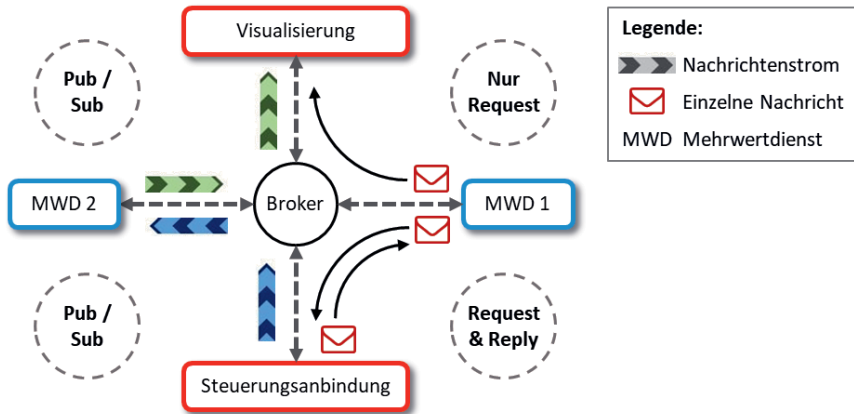 Visualisierung
Pub /
Sub
Nur
Request
MWD 2
Broker
MWD 1
Pub /
Sub
Request
& Reply
Steuerungsanbindung
Legende:
Nachrichtenstrom
Einzelne Nachricht
MWD Mehrwertdienst